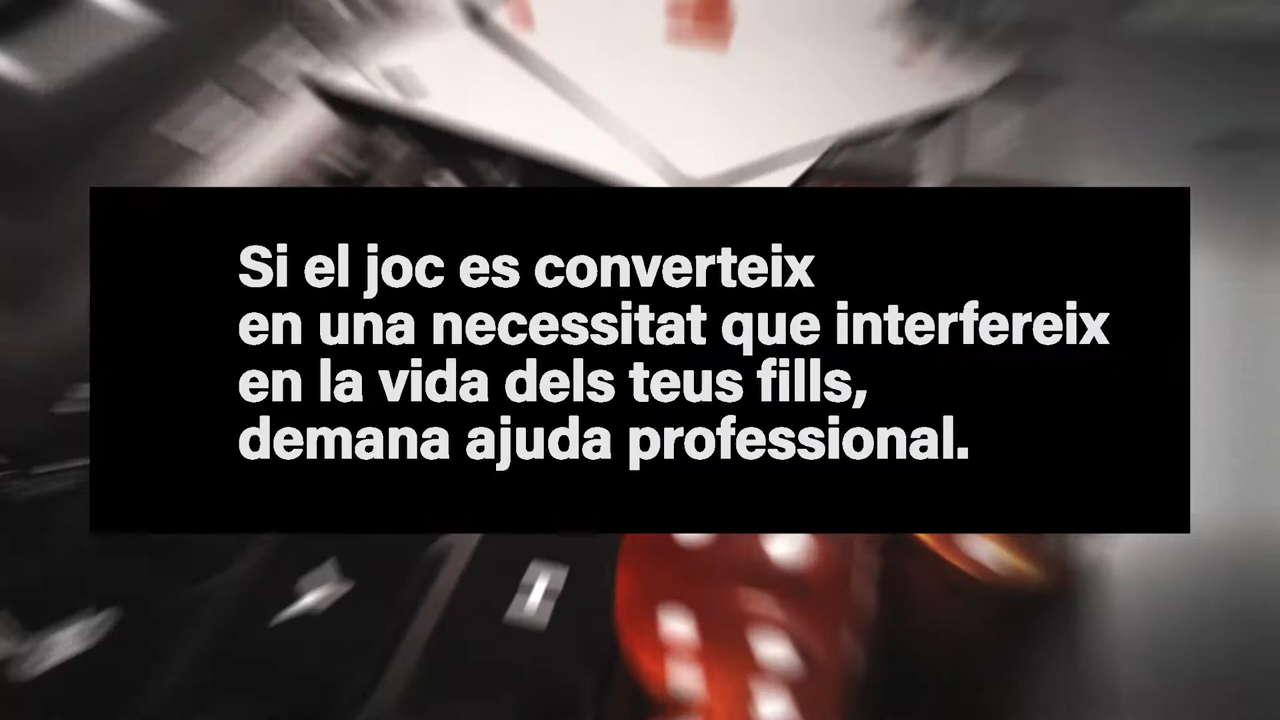 Si el joc es converteix
en una necessitat que interfereix
en la vida dels teus fills,
demana ajuda professional.